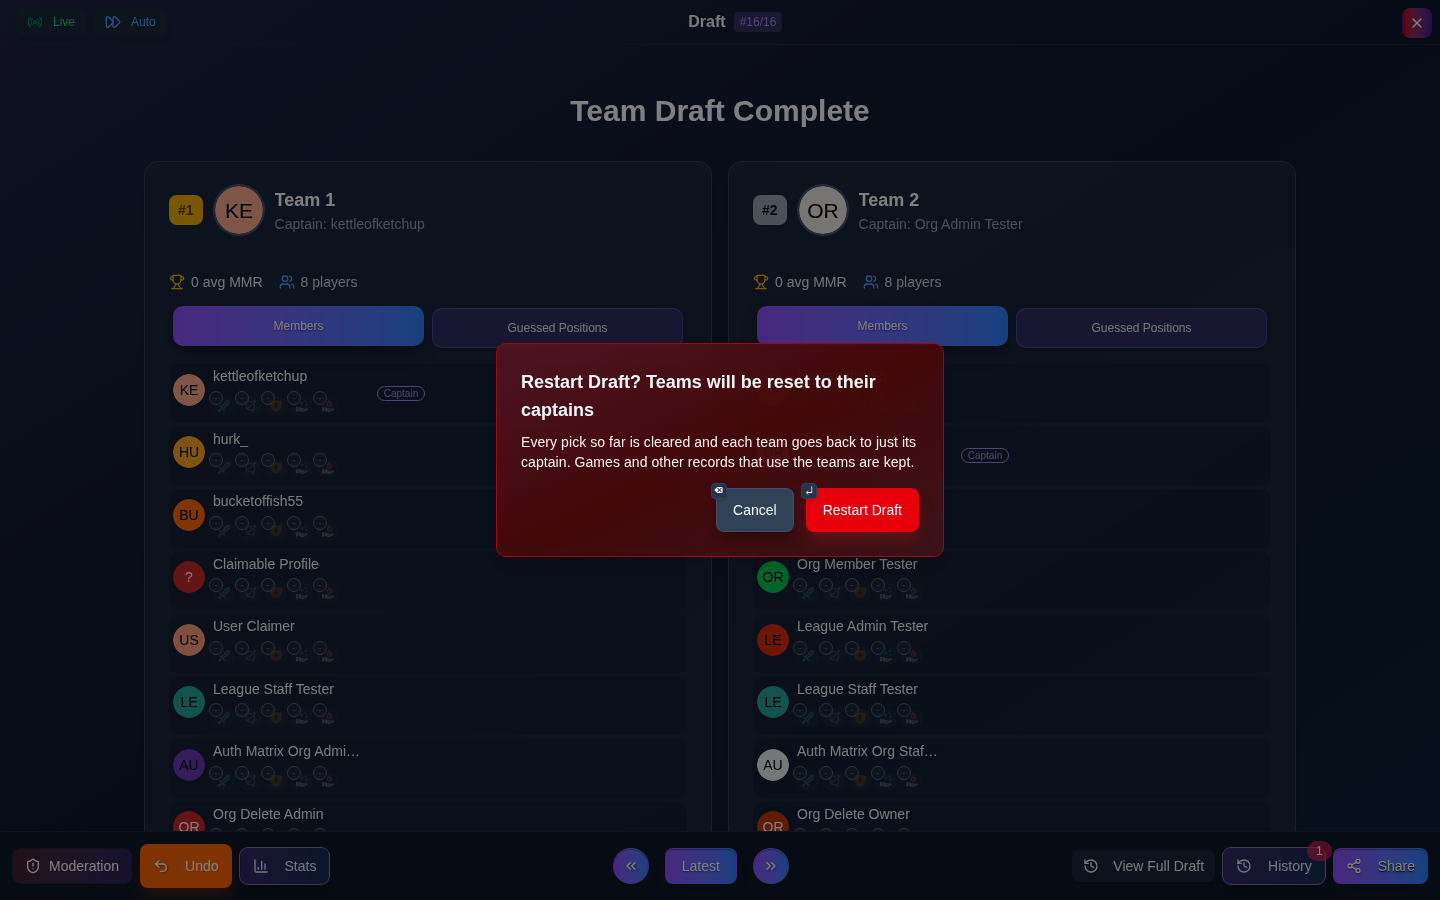 Live
Auto
Draft
#16/16
Team Draft Complete
#1
KE
Team 1
Captain: kettleofketchup
0 avg MMR
8 players
Members
Guessed Positions
KE
kettleofketchup
Captain
HU
hurk_
BU
bucketoffish55
?
Claimable Profile
US
User Claimer
LE
League Staff Tester
AU
Auth Matrix Org Admi…
OR
Org Delete Admin
#2
OR
Team 2
Captain: Org Admin Tester
0 avg MMR
8 players
Members
Guessed Positions
Captain
OR
Org Member Tester
LE
League Admin Tester
LE
League Staff Tester
AU
Auth Matrix Org Staf…
OR
Org Delete Owner
Restart Draft? Teams will be reset to their
captains
Every pick so far is cleared and each team goes back to just its
captain. Games and other records that use the teams are kept.
Cancel
Restart Draft
Moderation
Undo
Stats
Latest
View Full Draft
History
1
Share